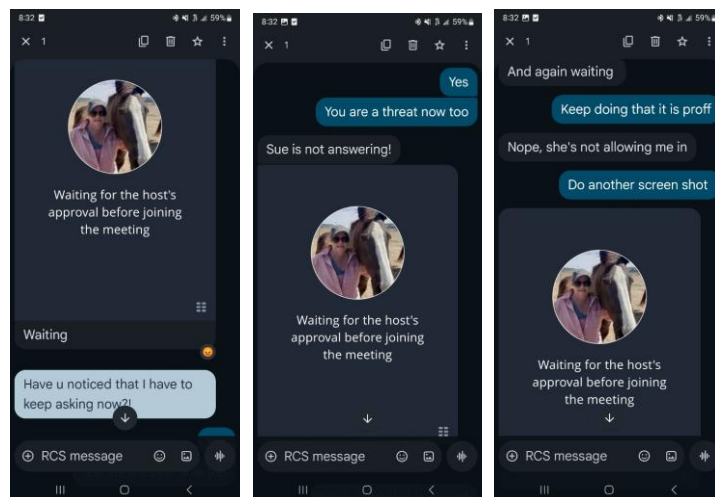 8:32
59%
1
Waiting for the host's
approval before joining
the meeting
Waiting
Have u noticed that I have to
keep asking now?!
RCS message
8:32
59%
1
Yes
You are a threat now too
Sue is not answering!
Waiting for the host's
approval before joining
the meeting
RCS message
8:32
59%
1
And again waiting
Keep doing that it is proff
Nope, she's not allowing me in
Do another screen shot
Waiting for the host's
approval before joining
the meeting
RCS message